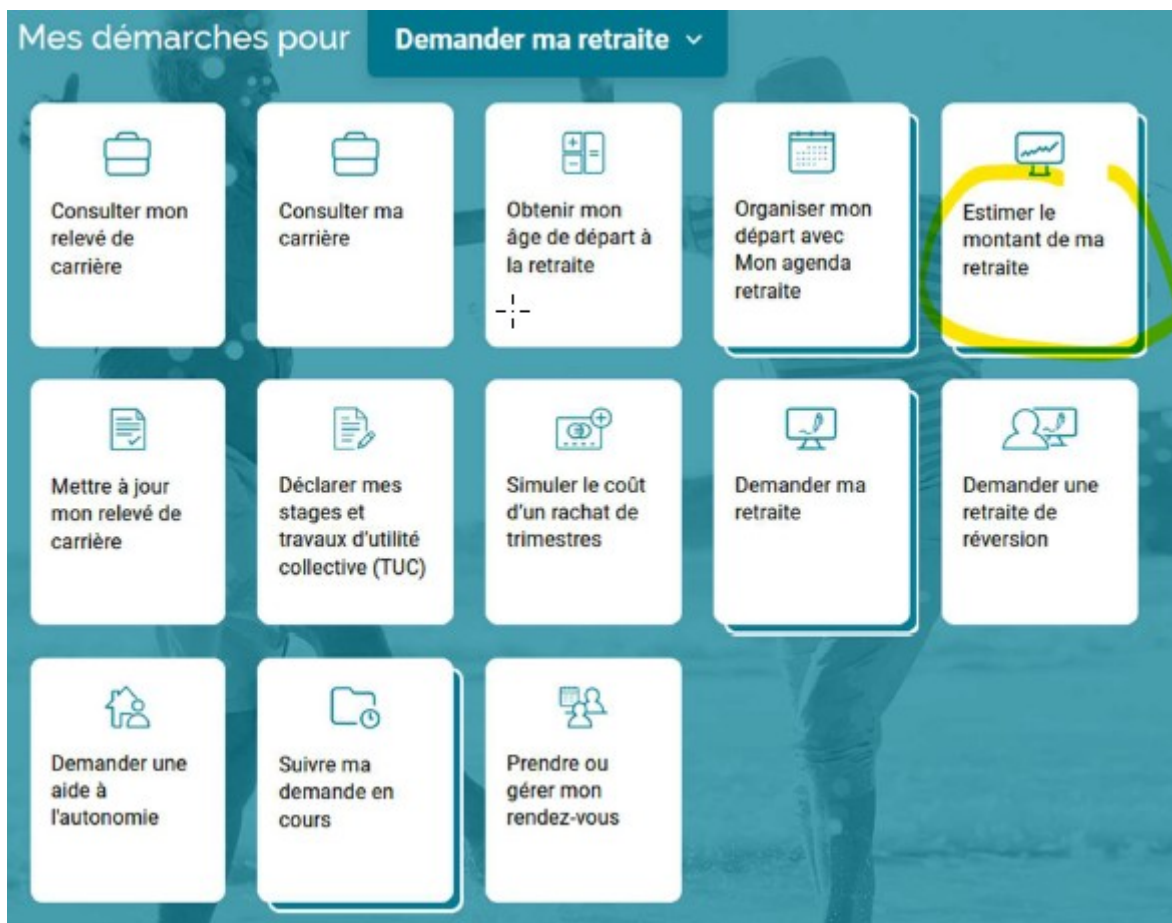 Mes démarches pour Demander ma retraite
Consulter mon
relevé de
carrière
Consulter ma
carrière
Obtenir mon
âge de départ à
la retraite
Organiser mon
départ avec
Mon agenda
retraite
Estimer le
montant de ma
retraite
Mettre à jour
mon relevé de
carrière
Déclarer mes
stages et
travaux d'utilité
collective (TUC)
Simuler le coût
d'un rachat de
trimestres
Demander ma
retraite
Demander une
retraite de
réversion
Demander une
aide à
l'autonomie
Suivre ma
demande en
cours
Prendre ou
gérer mon
rendez-vous